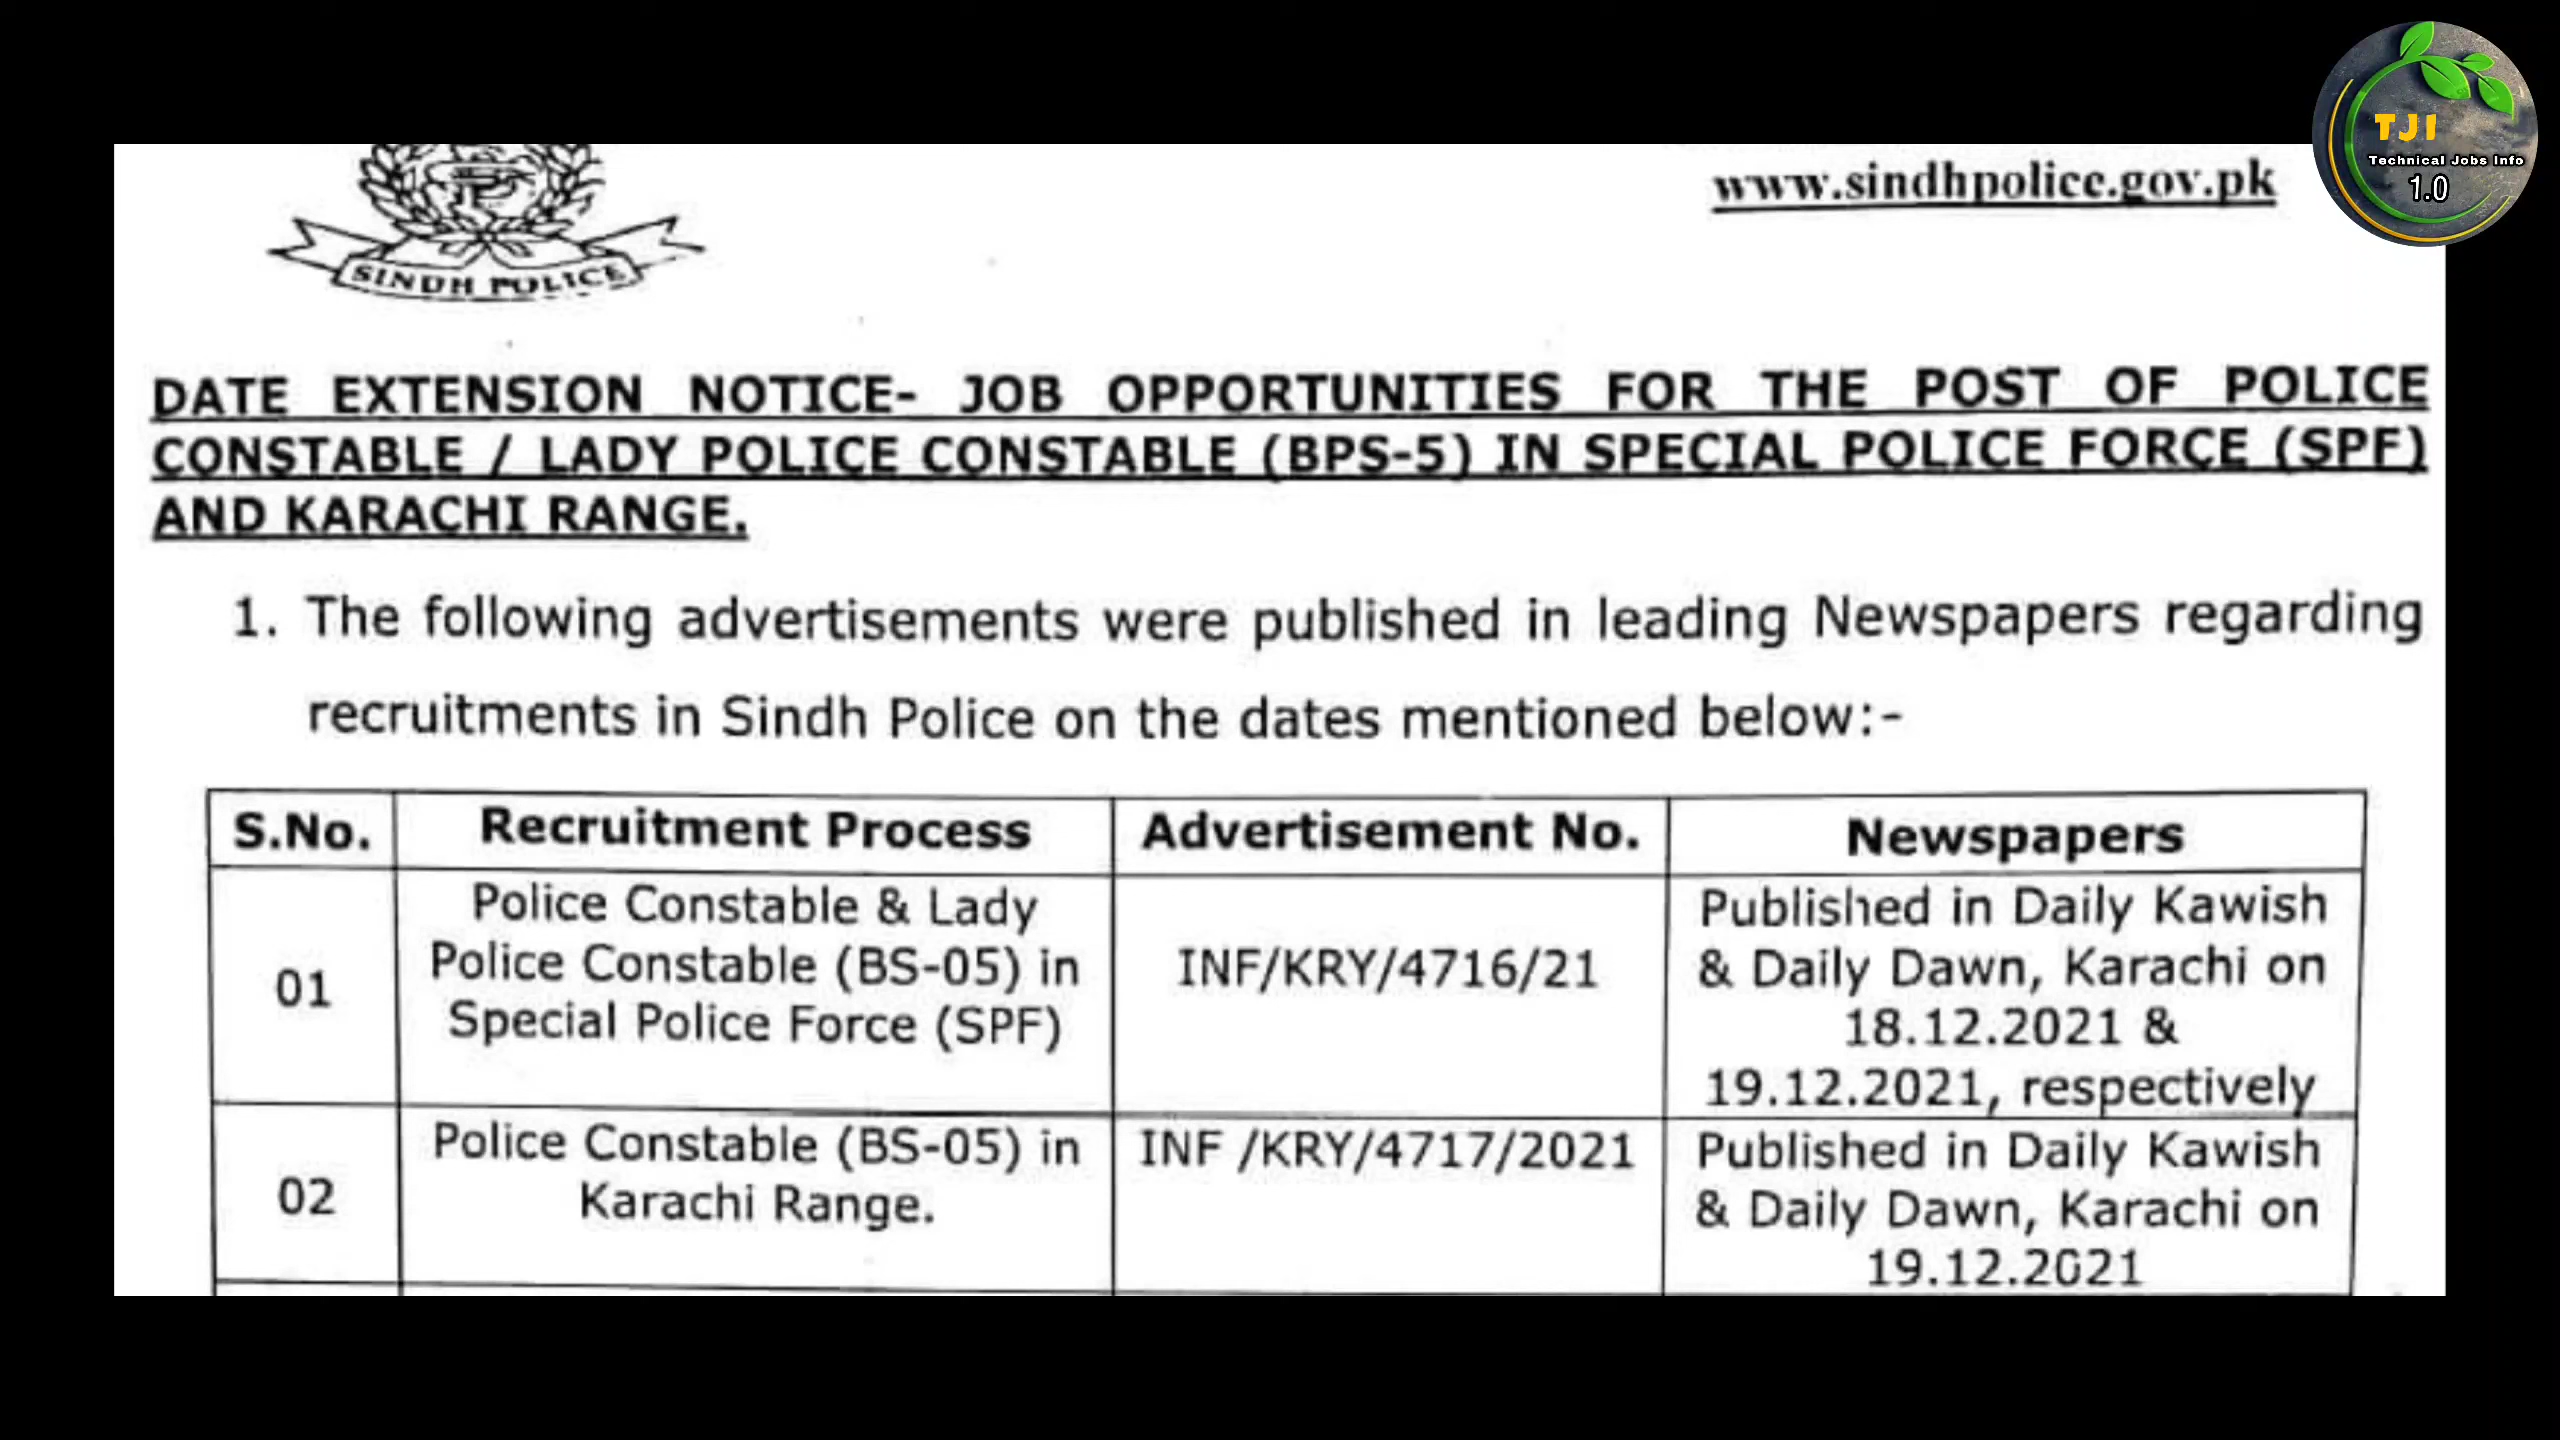 TJI
Technical Jobs Info
1.0
www.sindhpolice.gov.pk
SINDH POLICE
DATE EXTENSION NOTICE- JOB OPPORTUNITIES FOR THE POST OF POLICE
CONSTABLE / LADY POLICE CONSTABLE (BPS-5) IN SPECIAL POLICE FORCE (SPF)
AND KARACHI RANGE.
1. The following advertisements were published in leading Newspapers regarding
recruitments in Sindh Police on the dates mentioned below:-
S.No. Recruitment Process Advertisement No. Newspapers
01
Police Constable & Lady
Police Constable (BS-05) in
Special Police Force (SPF)
INF/KRY/4716/21
Published in Daily Kawish
& Daily Dawn, Karachi on
18.12.2021 &
19.12.2021, respectively
02
Police Constable (BS-05) in
Karachi Range.
INF /KRY/4717/2021
Published in Daily Kawish
& Daily Dawn, Karachi on
19.12.2021